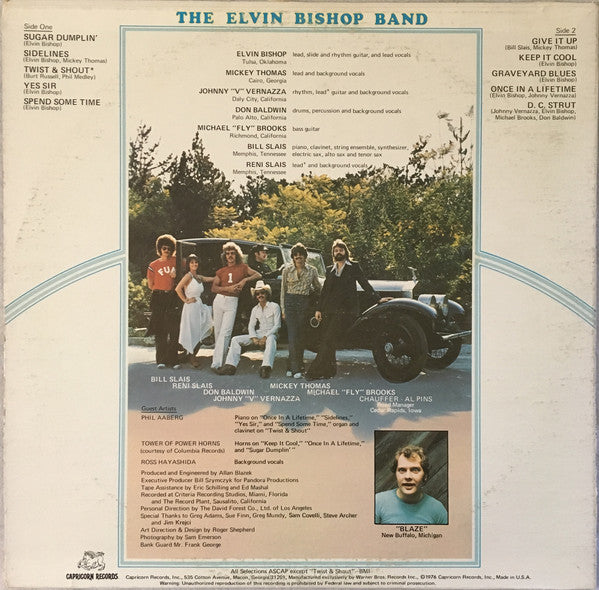 THE ELVIN BISHOP BAND
Side One
SUGAR DUMPLIN'
(Elvin Bishop)
SIDELINES
(Elvin Bishop, Mickey Thomas)
TWIST & SHOUT*
(Burt Russell, Phil Medley)
YES SIR
(Elvin Bishop)
SPEND SOME TIME
(Elvin Bishop)
Side 2
GIVE IT UP
(Bill Slais, Mickey Thomas)
KEEP IT COOL
(Elvin Bishop)
GRAVEYARD BLUES
(Elvin Bishop)
ONCE IN A LIFETIME
(Elvin Bishop, Johnny Vernazza)
D. C. STRUT
(Johnny Vernazza, Elvin Bishop,
Michael Brooks, Don Baldwin)
ELVIN BISHOP lead, slide and rhythm guitar, and lead vocals
Tulsa, Oklahoma
MICKEY THOMAS lead and background vocals
Cairo, Georgia
JOHNNY "V" VERNAZZA rhythm, lead* guitar and background vocals
Daly City, California
DON BALDWIN drums, percussion and background vocals
Palo Alto, California
MICHAEL "FLY" BROOKS bass guitar
Richmond, California
BILL SLAIS piano, clavinet, string ensemble, synthesizer,
Memphis, Tennessee electric sax, alto sax and tenor sax
RENI SLAIS lead* and background vocals
Memphis, Tennessee
FUN
1
BILL SLAIS
RENI SLAIS
DON BALDWIN
JOHNNY "V" VERNAZZA
MICKEY THOMAS
MICHAEL "FLY" BROOKS
CHAUFFER - AL PINS
Road Manager
Cedar Rapids, Iowa
Guest Artists
PHIL AABERG Piano on "Once In A Lifetime," "Sidelines,"
"Yes Sir," and "Spend Some Time," organ and
clavinet on "Twist & Shout"
TOWER OF POWER HORNS Horns on "Keep It Cool," "Once In A Lifetime,"
(courtesy of Columbia Records) and "Sugar Dumplin'"
ROSS HAYASHIDA Background vocals
Produced and Engineered by Allan Blazek
Executive Producer Bill Szymczyk for Pandora Productions
Tape Assistance by Eric Schilling and Ed Mashal
Recorded at Criteria Recording Studios, Miami, Florida
and The Record Plant, Sausalito, California
Personal Direction by The David Forest Co., Ltd. of Los Angeles
Special Thanks to Greg Adams, Sue Finn, Greg Mundy, Sam Covelli, Steve Archer
and Jim Krejci
Art Direction & Design by Roger Shepherd
Photography by Sam Emerson
Bank Guard Mr. Frank George
"BLAZE"
New Buffalo, Michigan
CAPRICORN RECORDS
All Selections ASCAP except "Twist & Shout" -BMI
Capricorn Records, Inc., 535 Cotton Avenue, Macon, Georgia 31201, Manufactured exclusively by Warner Bros. Records Inc. © 1976 Capricorn Records, Inc., Made in U.S.A.
Warning: Unauthorized reproduction of this recording is prohibited by Federal law and subject to criminal prosecution.